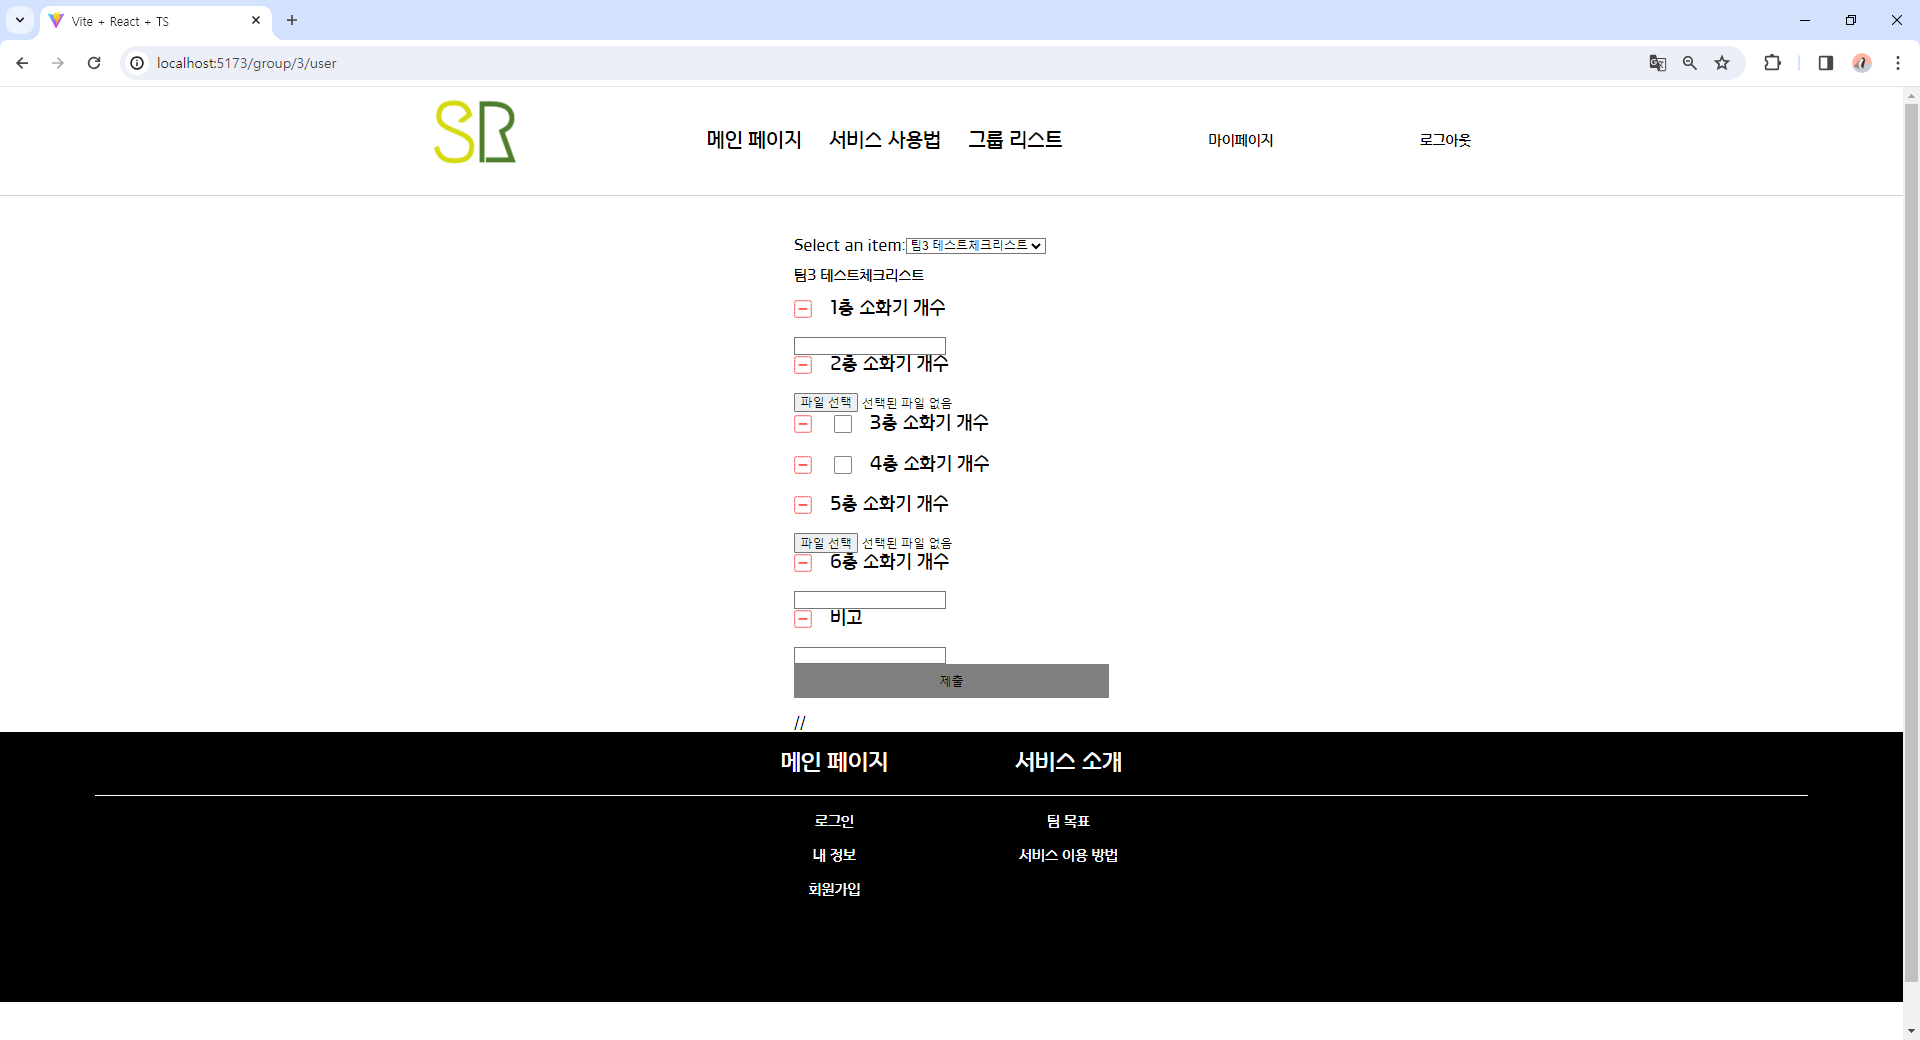 Vite + React + TS
localhost:5173/group/3/user
SR
메인 페이지 서비스 사용법 그룹 리스트 마이페이지 로그아웃
Select an item: 팀3 테스트체크리스트
팀3 테스트체크리스트
1층 소화기 개수
2층 소화기 개수
파일 선택 선택된 파일 없음
3층 소화기 개수
4층 소화기 개수
5층 소화기 개수
파일 선택 선택된 파일 없음
6층 소화기 개수
비고
제출
//
메인 페이지 서비스 소개
로그인 팀 목표
내 정보 서비스 이용 방법
회원가입